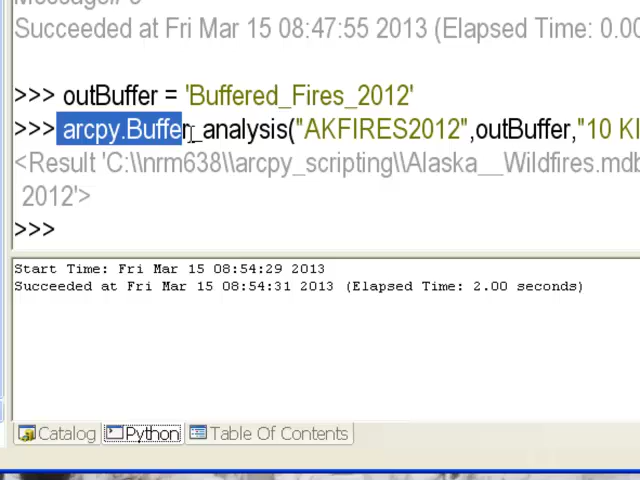 Succeeded at Fri Mar 15 08:47:55 2013 (Elapsed Time: 0.00
>>> outBuffer = 'Buffered_Fires_2012'
>>> arcpy.Buffer_analysis("AKFIRES2012",outBuffer,"10 KI
<Result 'C:\\nrm638\\arcpy_scripting\\Alaska__Wildfires.mdb
2012'>
>>>
Start Time: Fri Mar 15 08:54:29 2013
Succeeded at Fri Mar 15 08:54:31 2013 (Elapsed Time: 2.00 seconds)
Catalog Python Table Of Contents